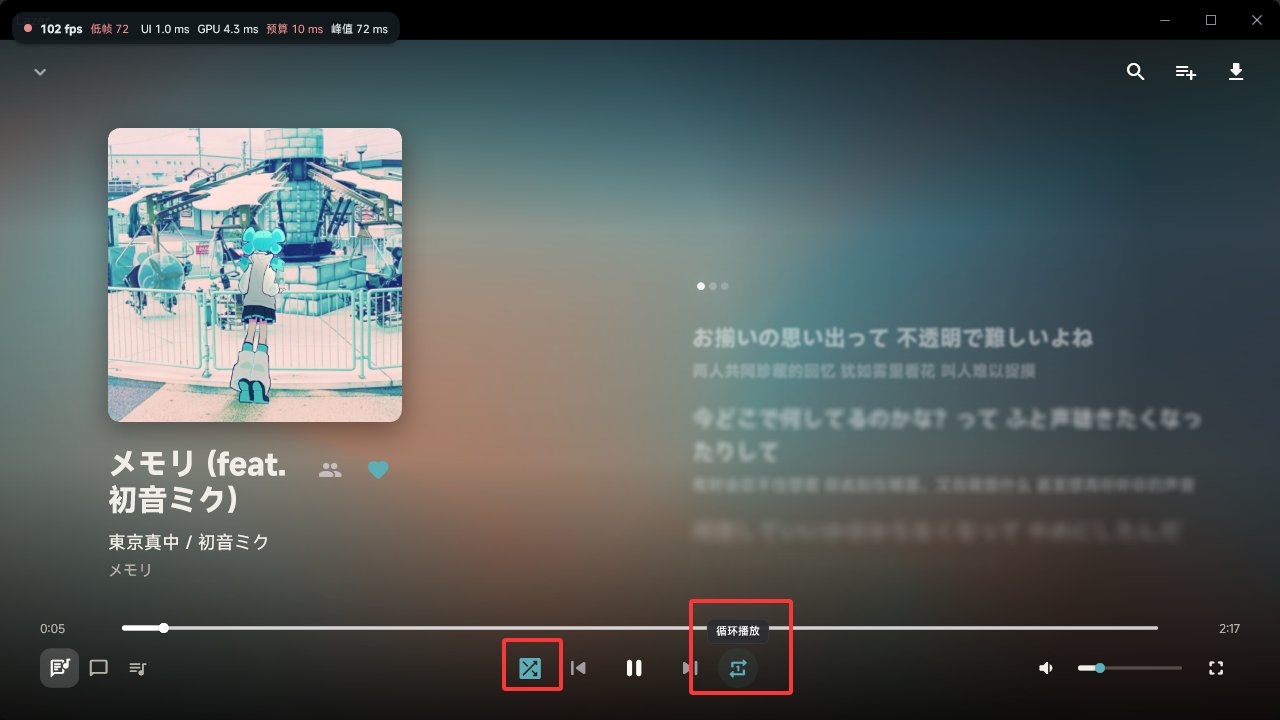 102 fps 低帧 72 UI 1.0 ms GPU 4.3 ms 预算 10 ms 峰值 72 ms
メモリ (feat.
初音ミク)
東京真中 / 初音ミク
メモリ
お揃いの思い出って 不透明で難しいよね
两人共同珍藏的回忆 犹如雾里看花 叫人难以捉摸
今どこで何してるのかな? って ふと声聴きたくなっ
たりして
0:05
循环播放
2:17